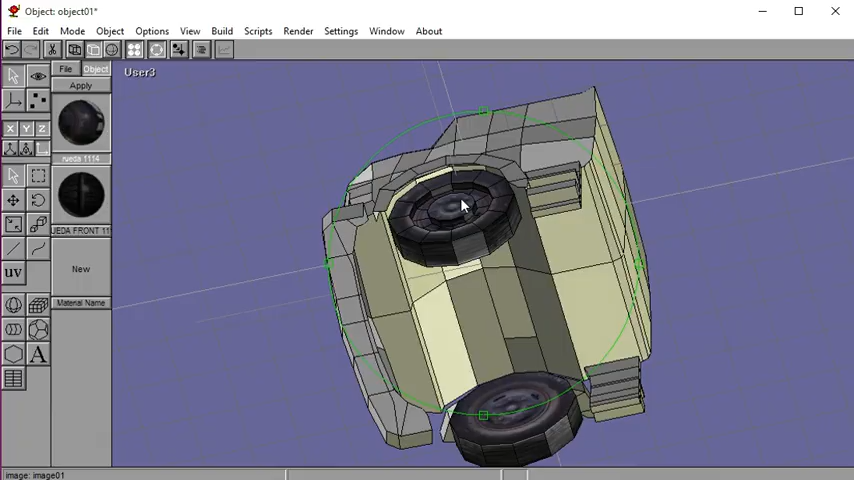 Object: object01*
File Edit Mode Object Options View Build Scripts Render Settings Window About
File Object
Apply
User3
X Y Z
rueda 1114
UEDA FRONT 11
uv
New
Material Name
A
image: image01